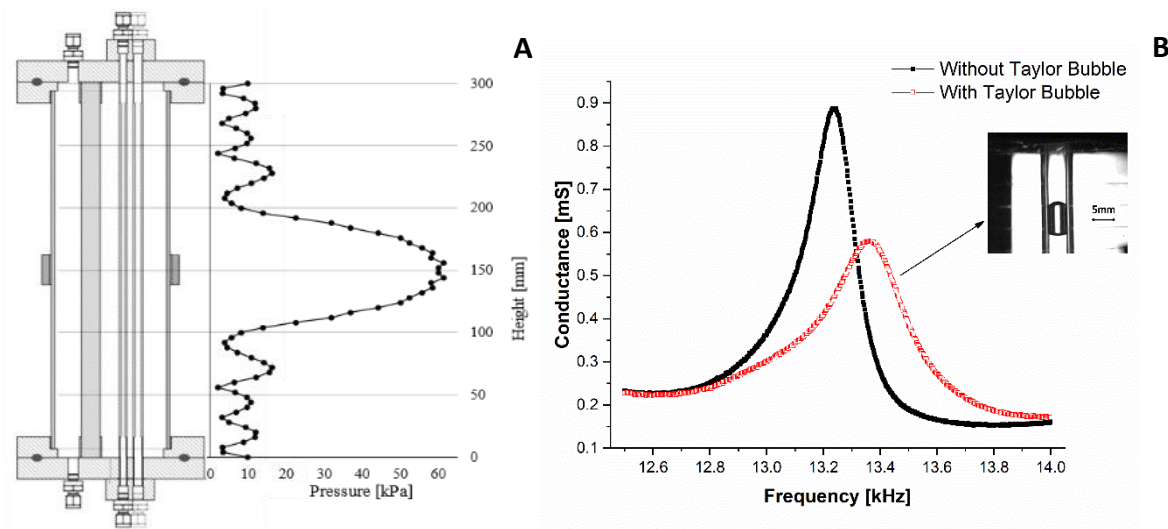 A
300
250
200
150
100
50
0
Height [mm]
0 10 20 30 40 50 60
Pressure [kPa]
B
Without Taylor Bubble
With Taylor Bubble
0.9
0.8
0.7
0.6
0.5
0.4
0.3
0.2
0.1
Conductance [mS]
5mm
12.6 12.8 13.0 13.2 13.4 13.6 13.8 14.0
Frequency [kHz]